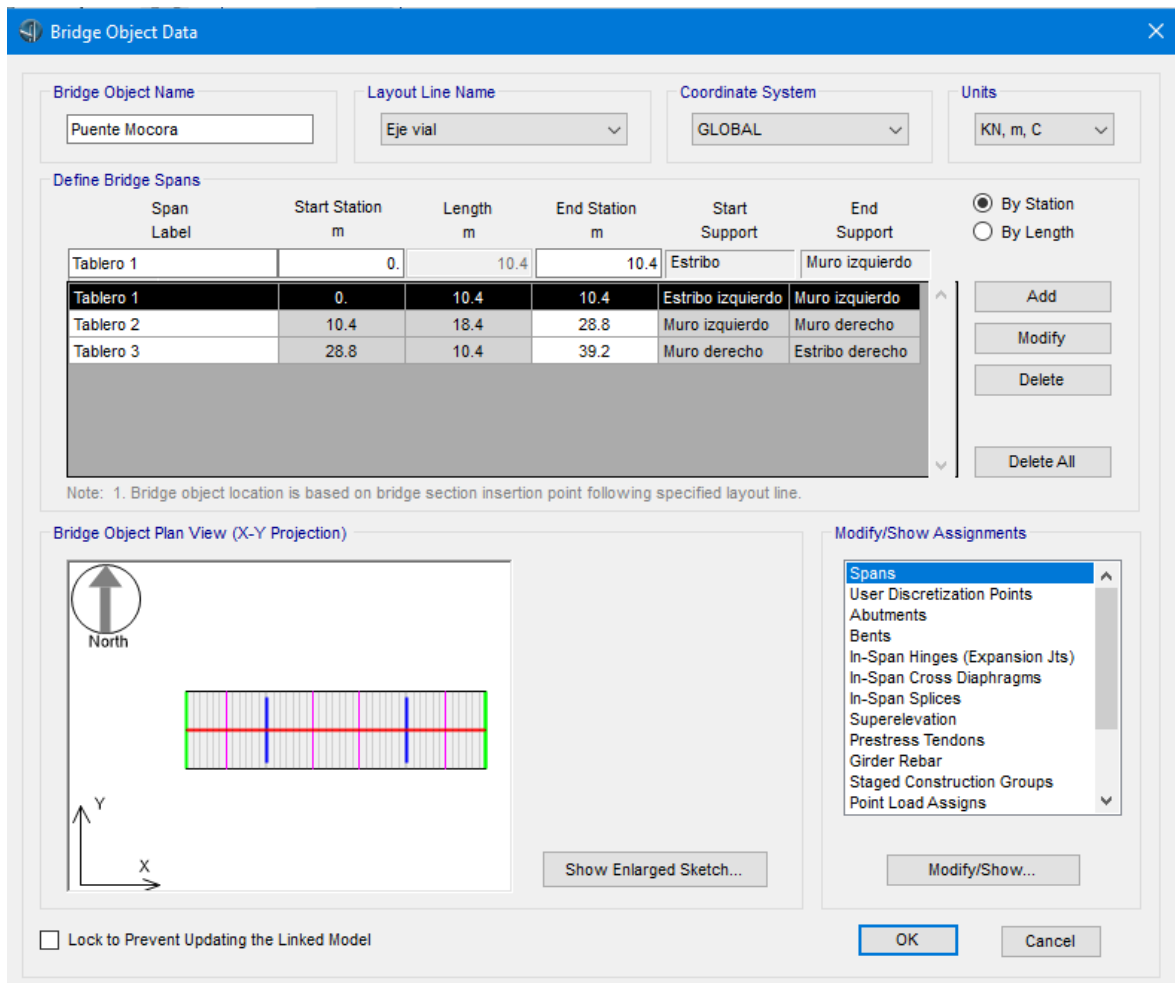 Bridge Object Data
Bridge Object Name
Layout Line Name
Coordinate System
Units
Puente Mocora
Eje vial
GLOBAL
KN, m, C
Define Bridge Spans
Span Label
Start Station m
Length m
End Station m
Start Support
End Support
By Station
By Length
Tablero 1 0. 10.4 10.4 Estribo Muro izquierdo
Tablero 1 0. 10.4 10.4 Estribo izquierdo Muro izquierdo
Tablero 2 10.4 18.4 28.8 Muro izquierdo Muro derecho
Tablero 3 28.8 10.4 39.2 Muro derecho Estribo derecho
Add
Modify
Delete
Delete All
Note: 1. Bridge object location is based on bridge section insertion point following specified layout line.
Bridge Object Plan View (X-Y Projection)
North
Y
X
Show Enlarged Sketch...
Modify/Show Assignments
Spans
User Discretization Points
Abutments
Bents
In-Span Hinges (Expansion Jts)
In-Span Cross Diaphragms
In-Span Splices
Superelevation
Prestress Tendons
Girder Rebar
Staged Construction Groups
Point Load Assigns
Modify/Show...
Lock to Prevent Updating the Linked Model
OK
Cancel